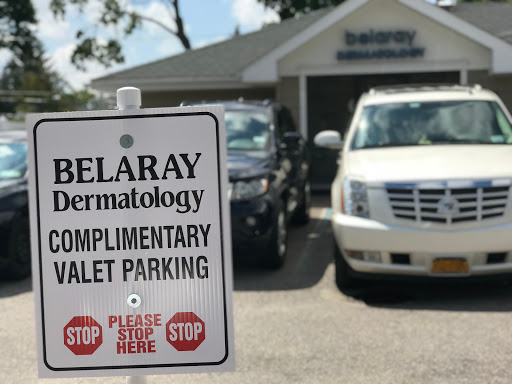 belaray
DERMATOLOGY
BELARAY
Dermatology
COMPLIMENTARY
VALET PARKING
STOP PLEASE STOP HERE STOP